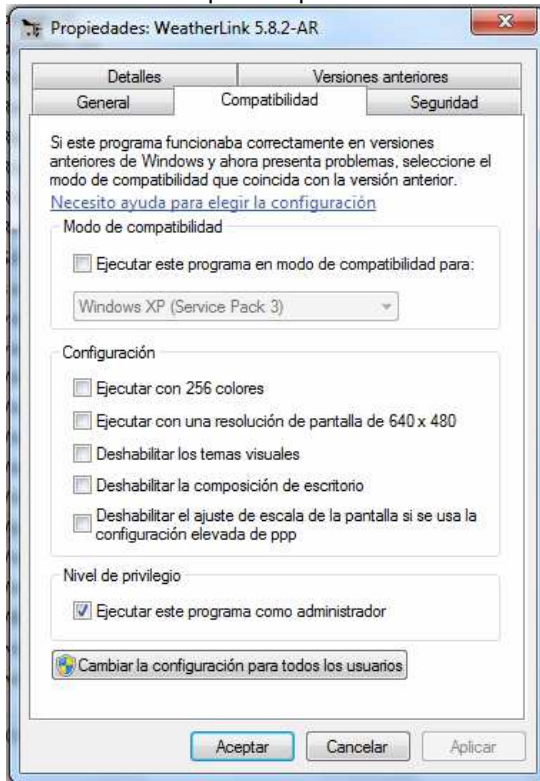 Propiedades: WeatherLink 5.8.2-AR
Detalles
Versiones anteriores
General
Compatibilidad
Seguridad
Si este programa funcionaba correctamente en versiones
anteriores de Windows y ahora presenta problemas, seleccione el
modo de compatibilidad que coincida con la versión anterior.
Necesito ayuda para elegir la configuración
Modo de compatibilidad
Ejecutar este programa en modo de compatibilidad para:
Windows XP (Service Pack 3)
Configuración
Ejecutar con 256 colores
Ejecutar con una resolución de pantalla de 640 x 480
Deshabilitar los temas visuales
Deshabilitar la composición de escritorio
Deshabilitar el ajuste de escala de la pantalla si se usa la
configuración elevada de ppp
Nivel de privilegio
Ejecutar este programa como administrador
Cambiar la configuración para todos los usuarios
Aceptar
Cancelar
Aplicar